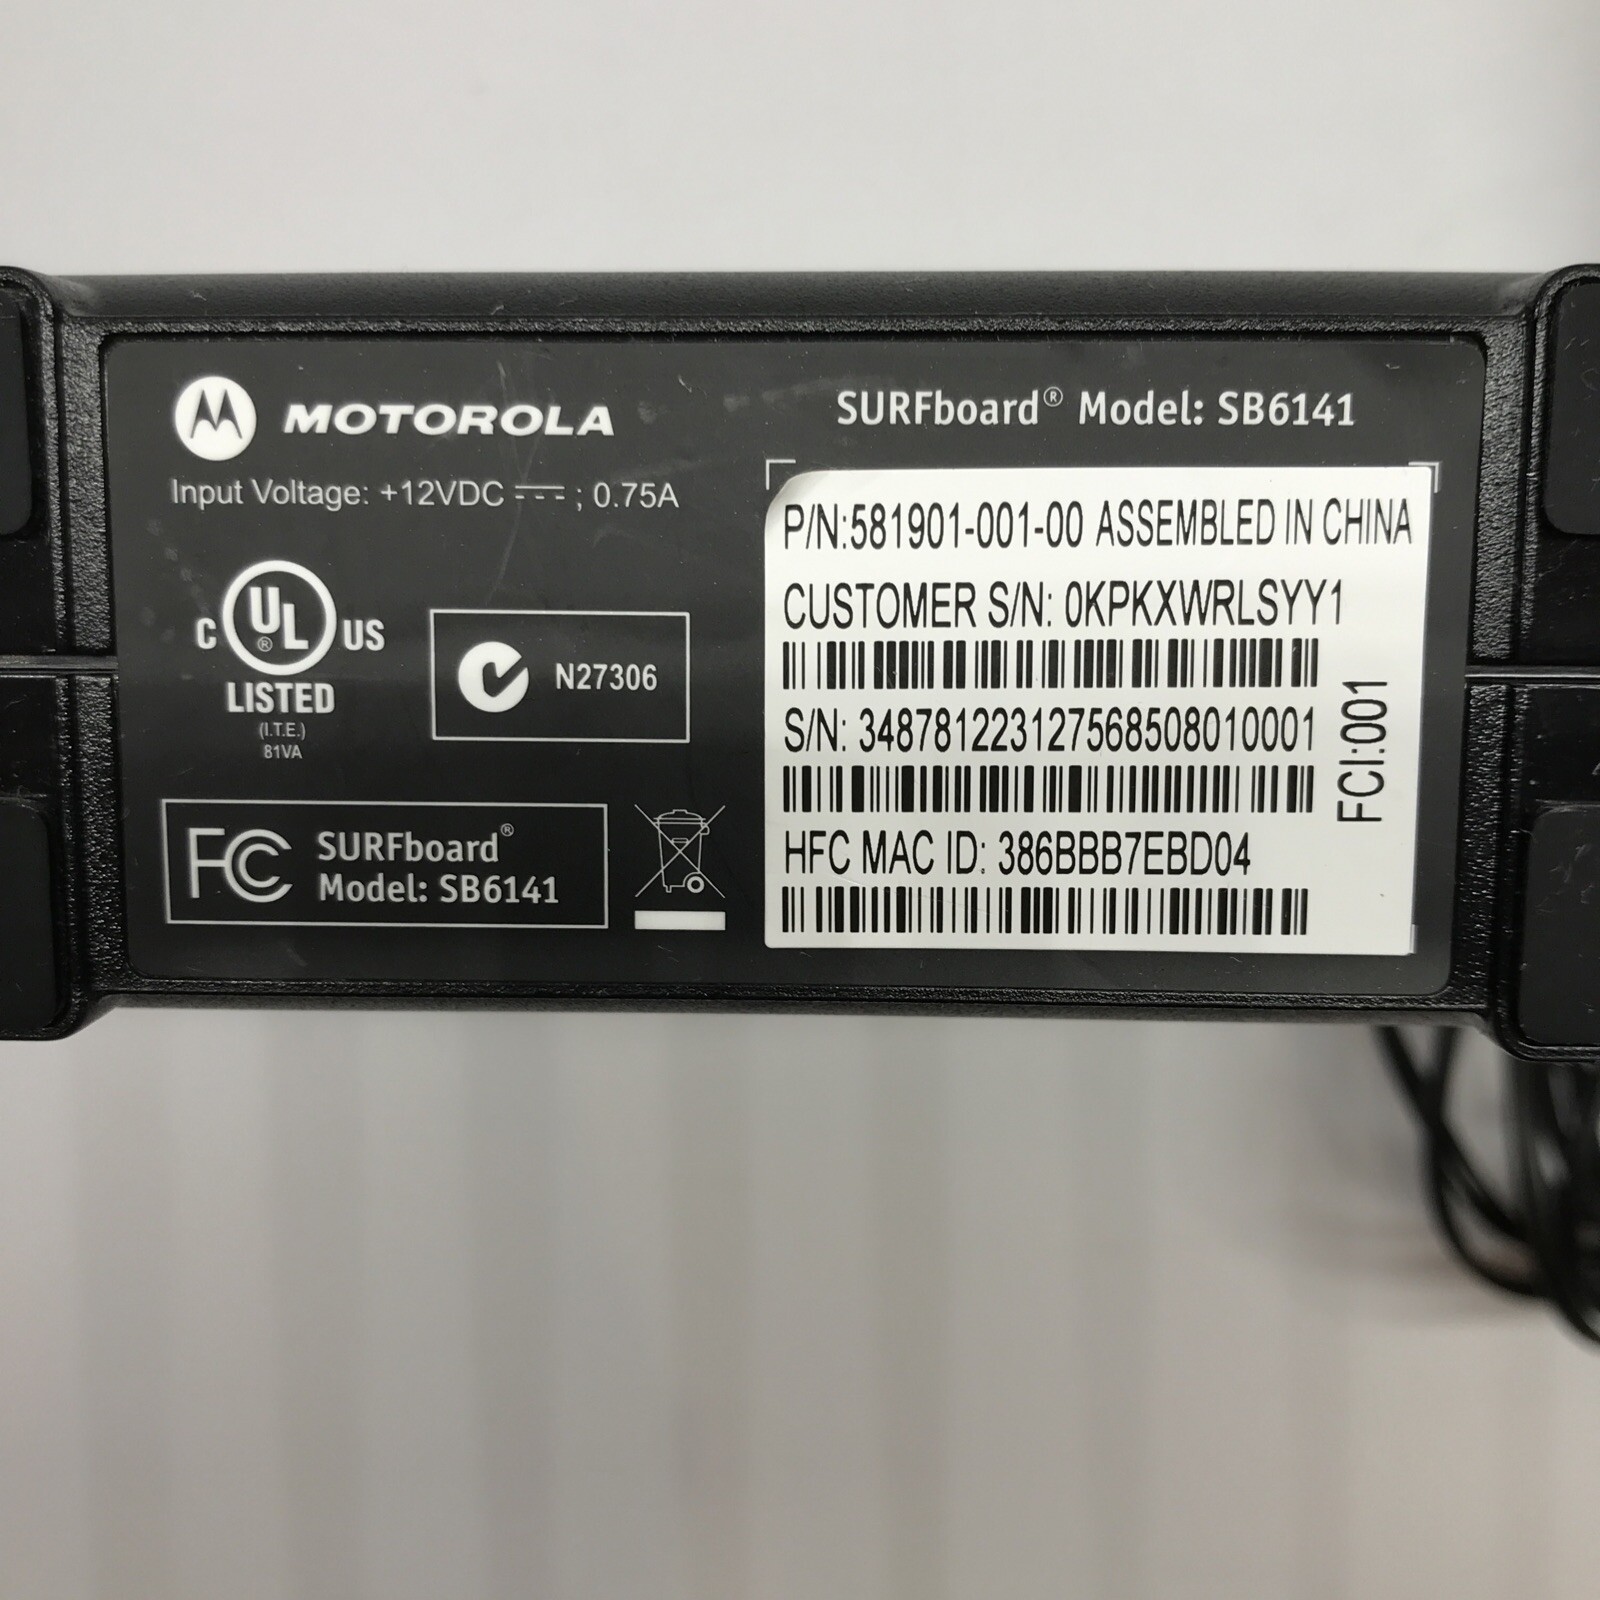 MOTOROLA
Input Voltage: +12VDC ⎓ ; 0.75A
C UL® US
LISTED
(I.T.E.)
81VA
N27306
FC
SURFboard®
Model: SB6141
SURFboard® Model: SB6141
P/N:581901-001-00 ASSEMBLED IN CHINA
CUSTOMER S/N: 0KPKXWRLSYY1
S/N: 348781223127568508010001
HFC MAC ID: 386BBB7EBD04
FCI:001